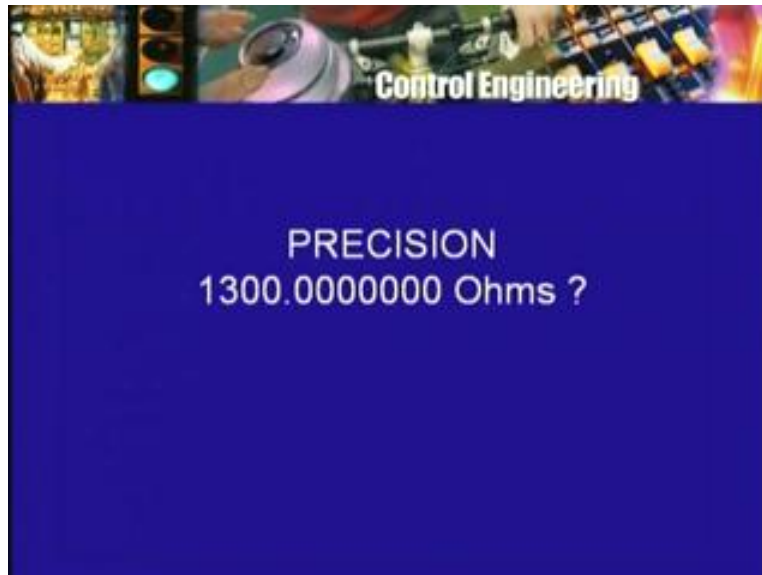 Control Engineering
PRECISION
1300.0000000 Ohms ?